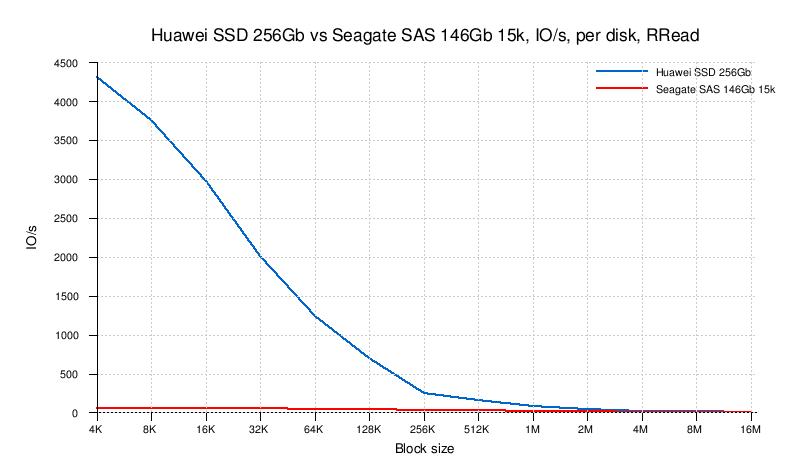 Huawei SSD 256Gb vs Seagate SAS 146Gb 15k, IO/s, per disk, RRead
Huawei SSD 256Gb
Seagate SAS 146Gb 15k
IO/s
4500
4000
3500
3000
2500
2000
1500
1000
500
0
4K 8K 16K 32K 64K 128K 256K 512K 1M 2M 4M 8M 16M
Block size